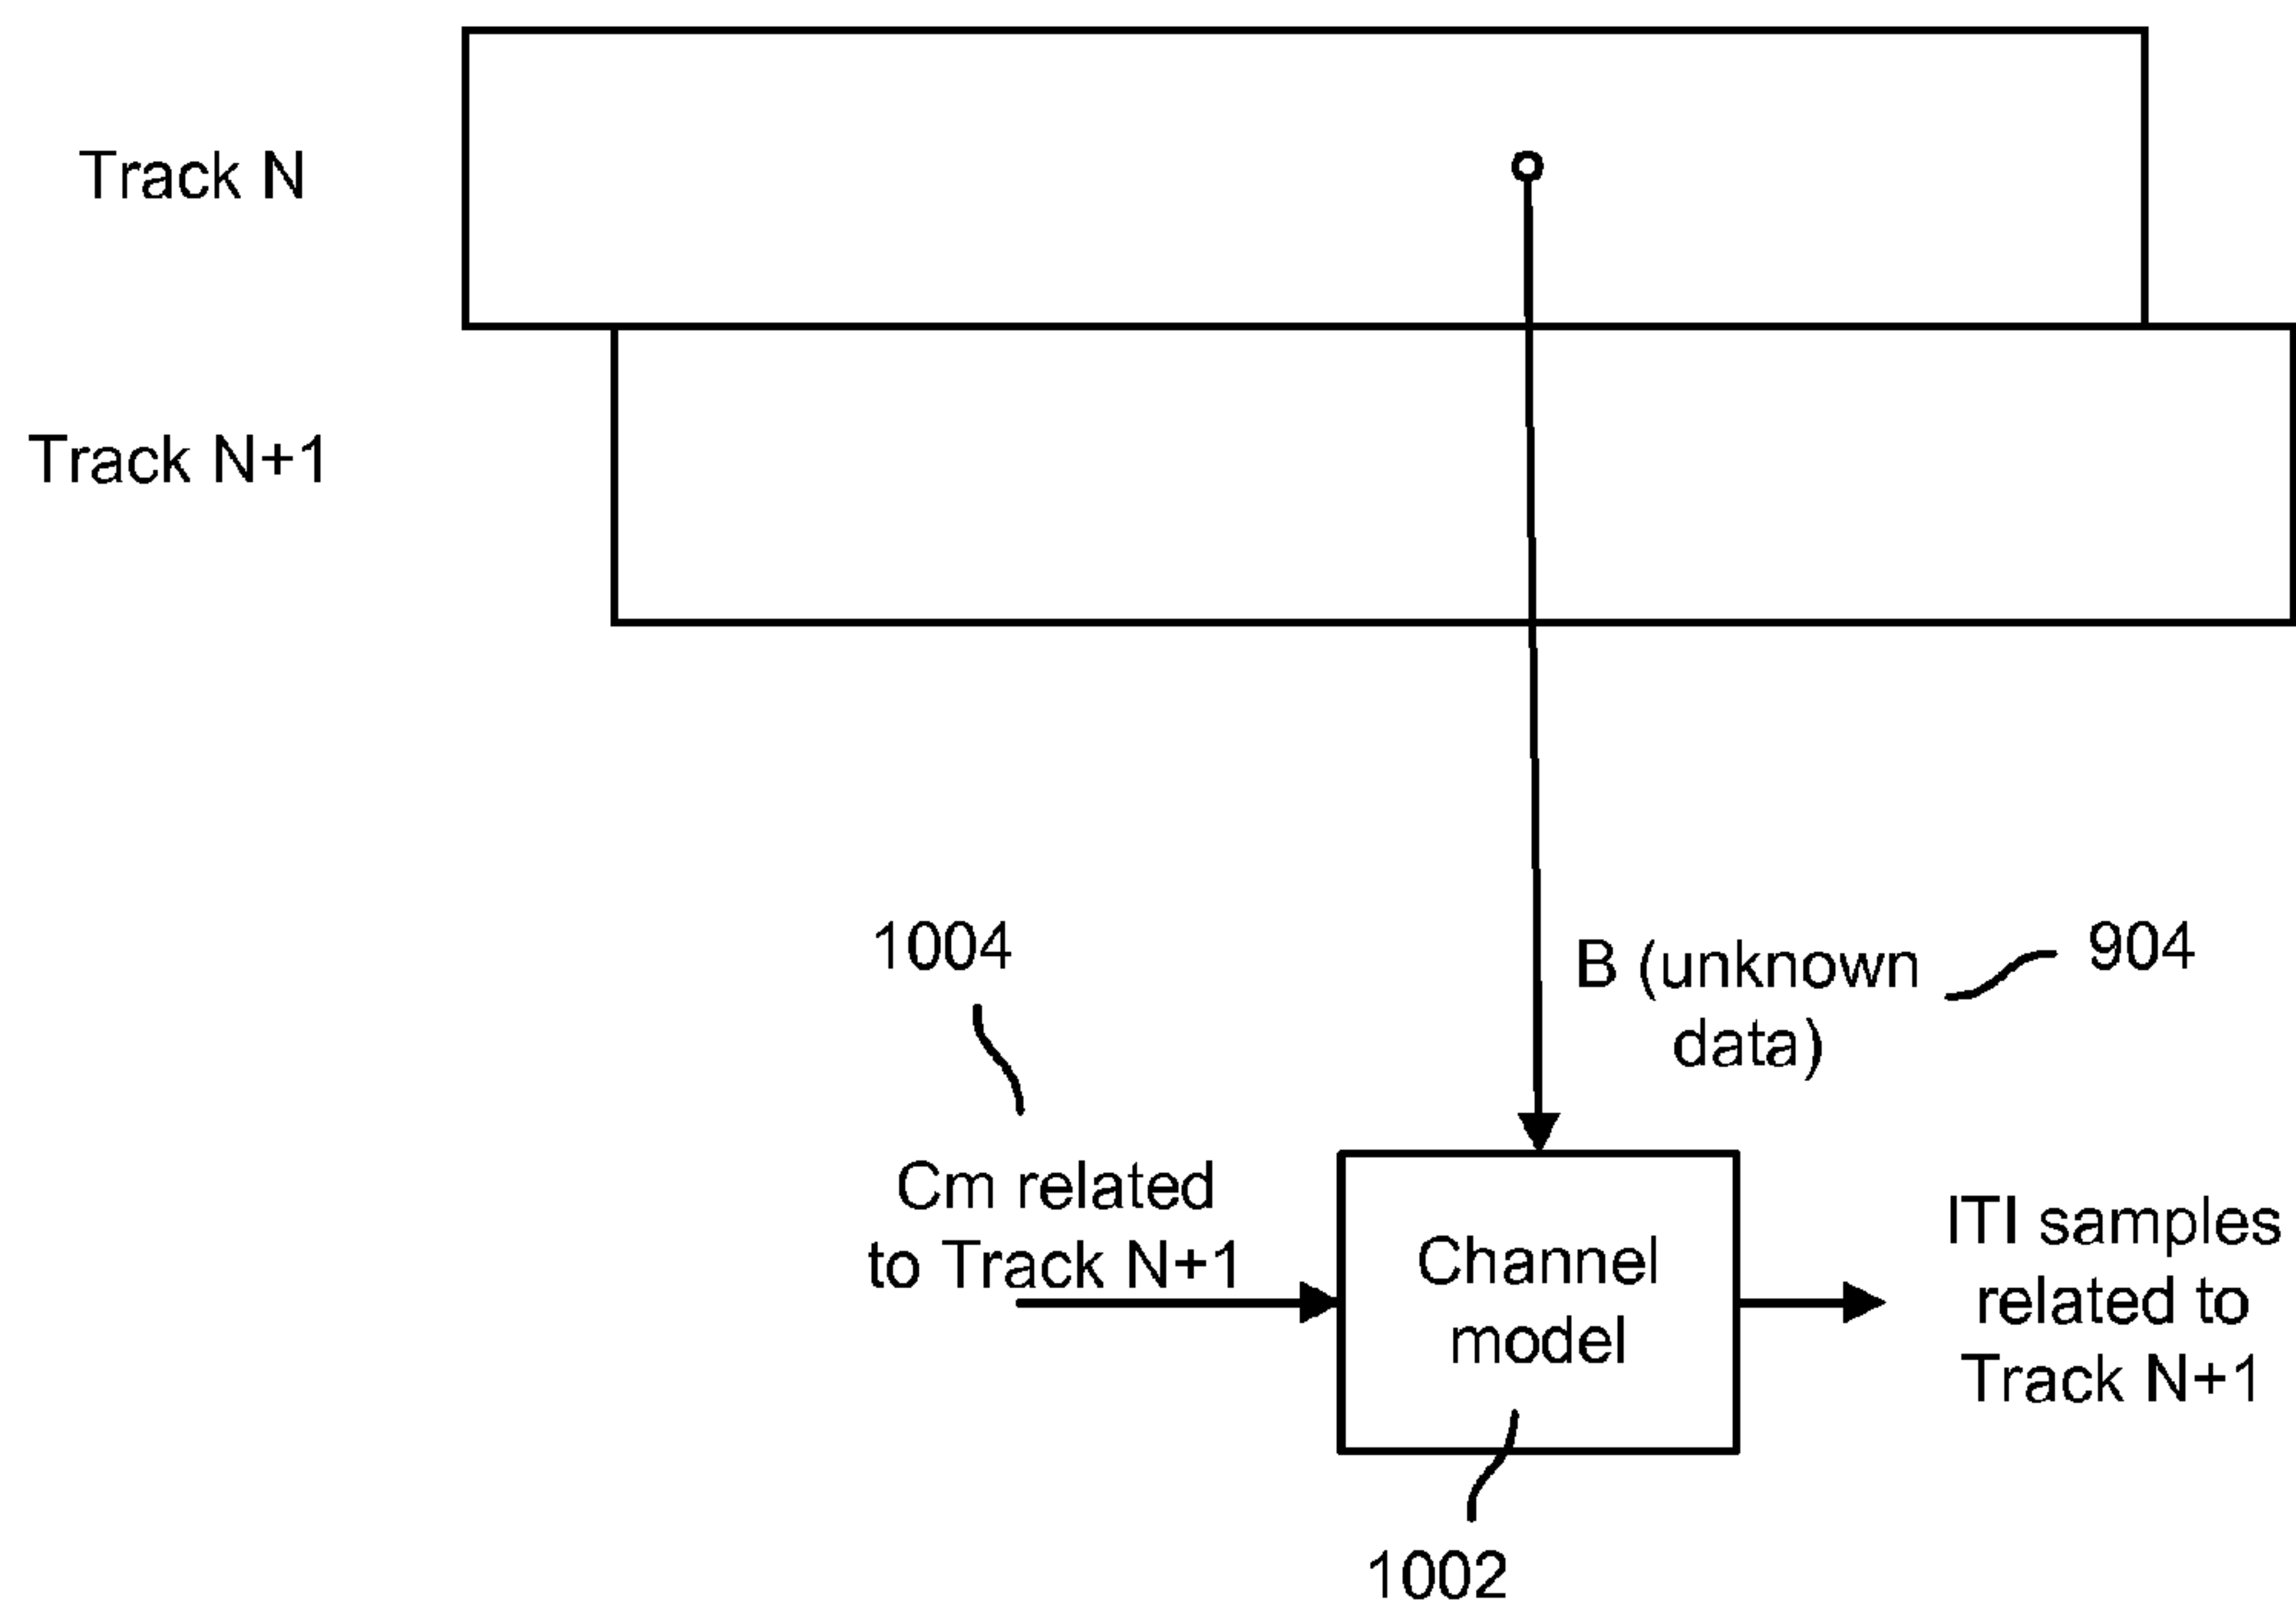 Track N
Track N+1
1004
B (unknown
data)
904
Cm related
to Track N+1
Channel
model
ITI samples
related to
Track N+1
1002